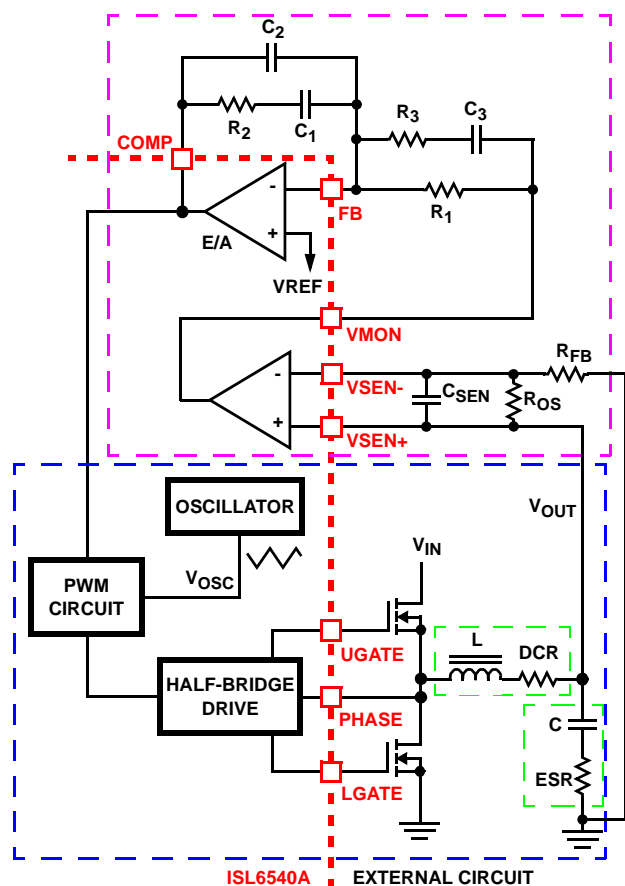 C2
R2
C1
R3
C3
COMP
-
FB
R1
E/A
+
VREF
VMON
RFB
-
VSEN-
CSEN
ROS
+
VSEN+
OSCILLATOR
VOUT
VIN
PWM
CIRCUIT
VOSC
L
DCR
UGATE
HALF-BRIDGE
DRIVE
PHASE
C
LGATE
ESR
ISL6540A
EXTERNAL CIRCUIT